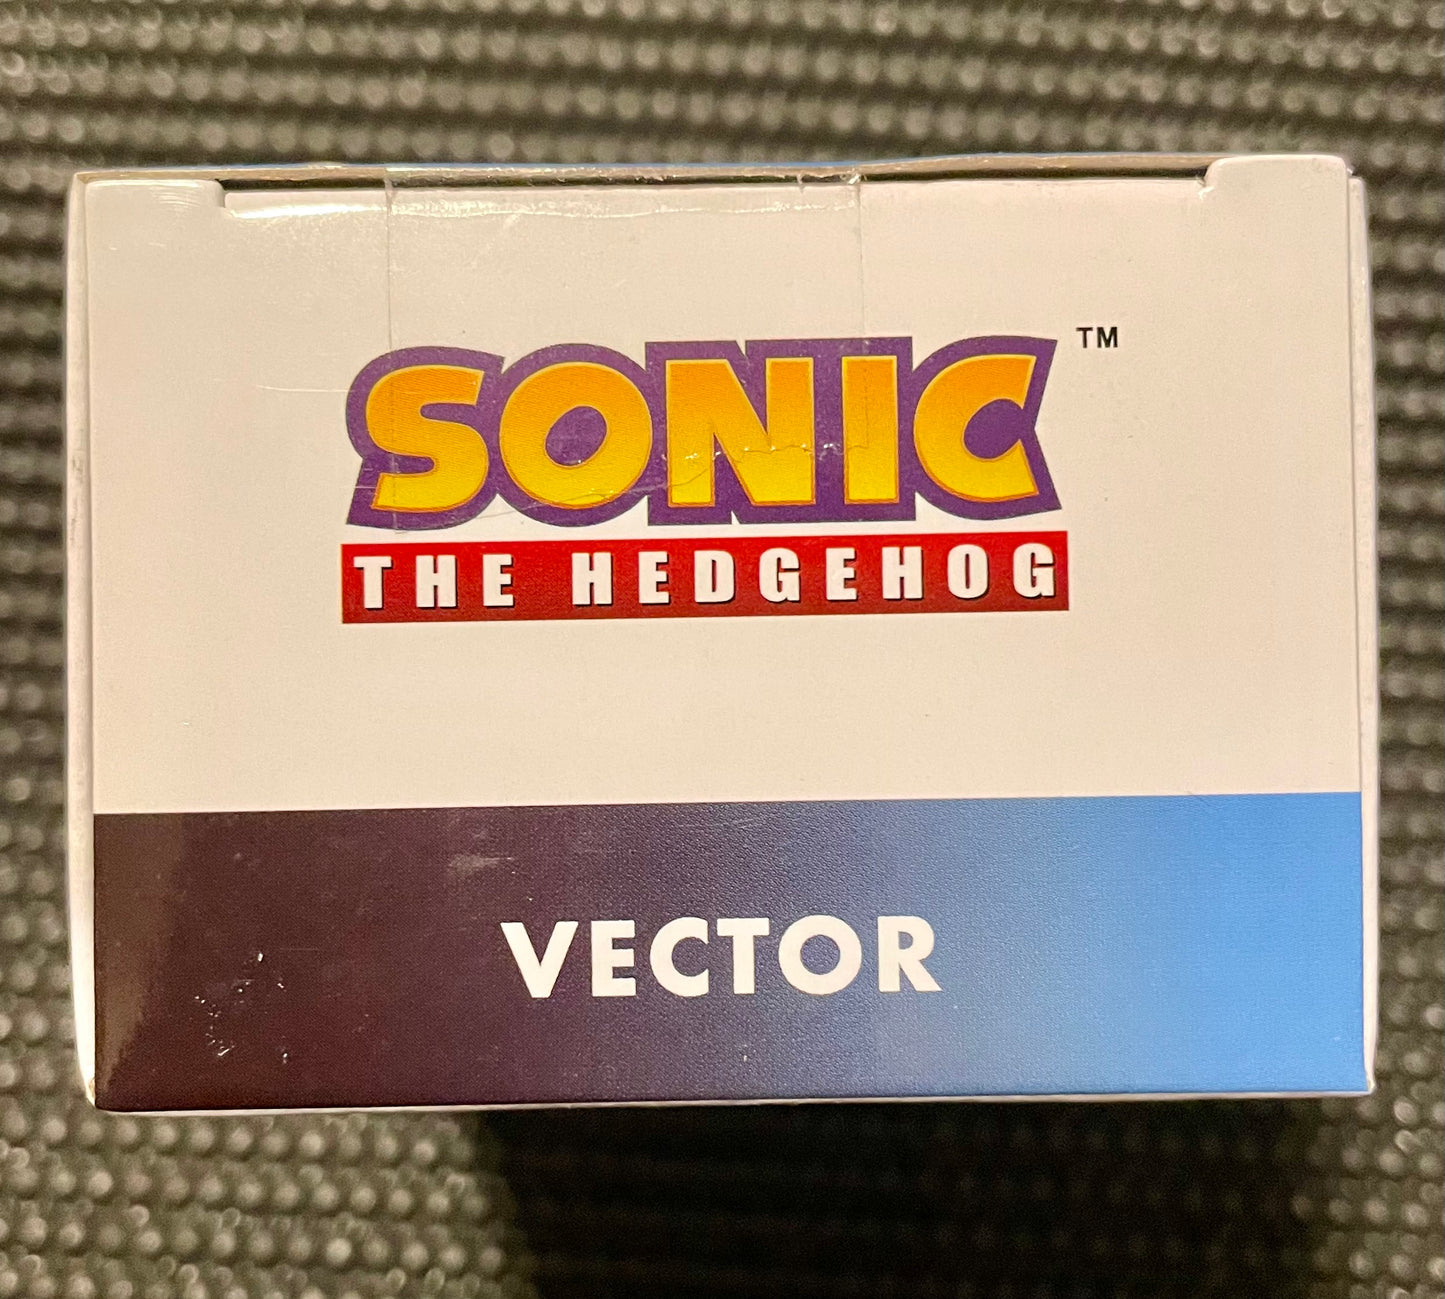 SONIC™
THE HEDGEHOG
VECTOR